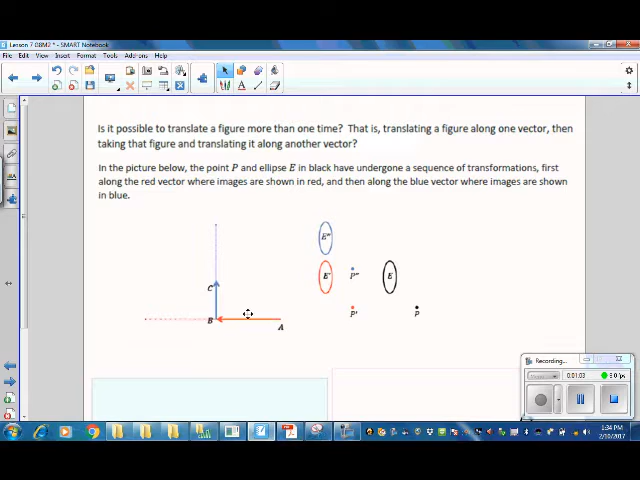 Lesson 7 G8M2 * - SMART Notebook
File Edit View Insert Format Tools Add-ons Help
Is it possible to translate a figure more than one time? That is, translating a figure along one vector, then
taking that figure and translating it along another vector?
In the picture below, the point P and ellipse E in black have undergone a sequence of transformations, first
along the red vector where images are shown in red, and then along the blue vector where images are shown
in blue.
E''
E'
P''
E
C
B
A
P'
P
Recording...
0:01:03
8.0 f/ps
1:34 PM
2/10/2017